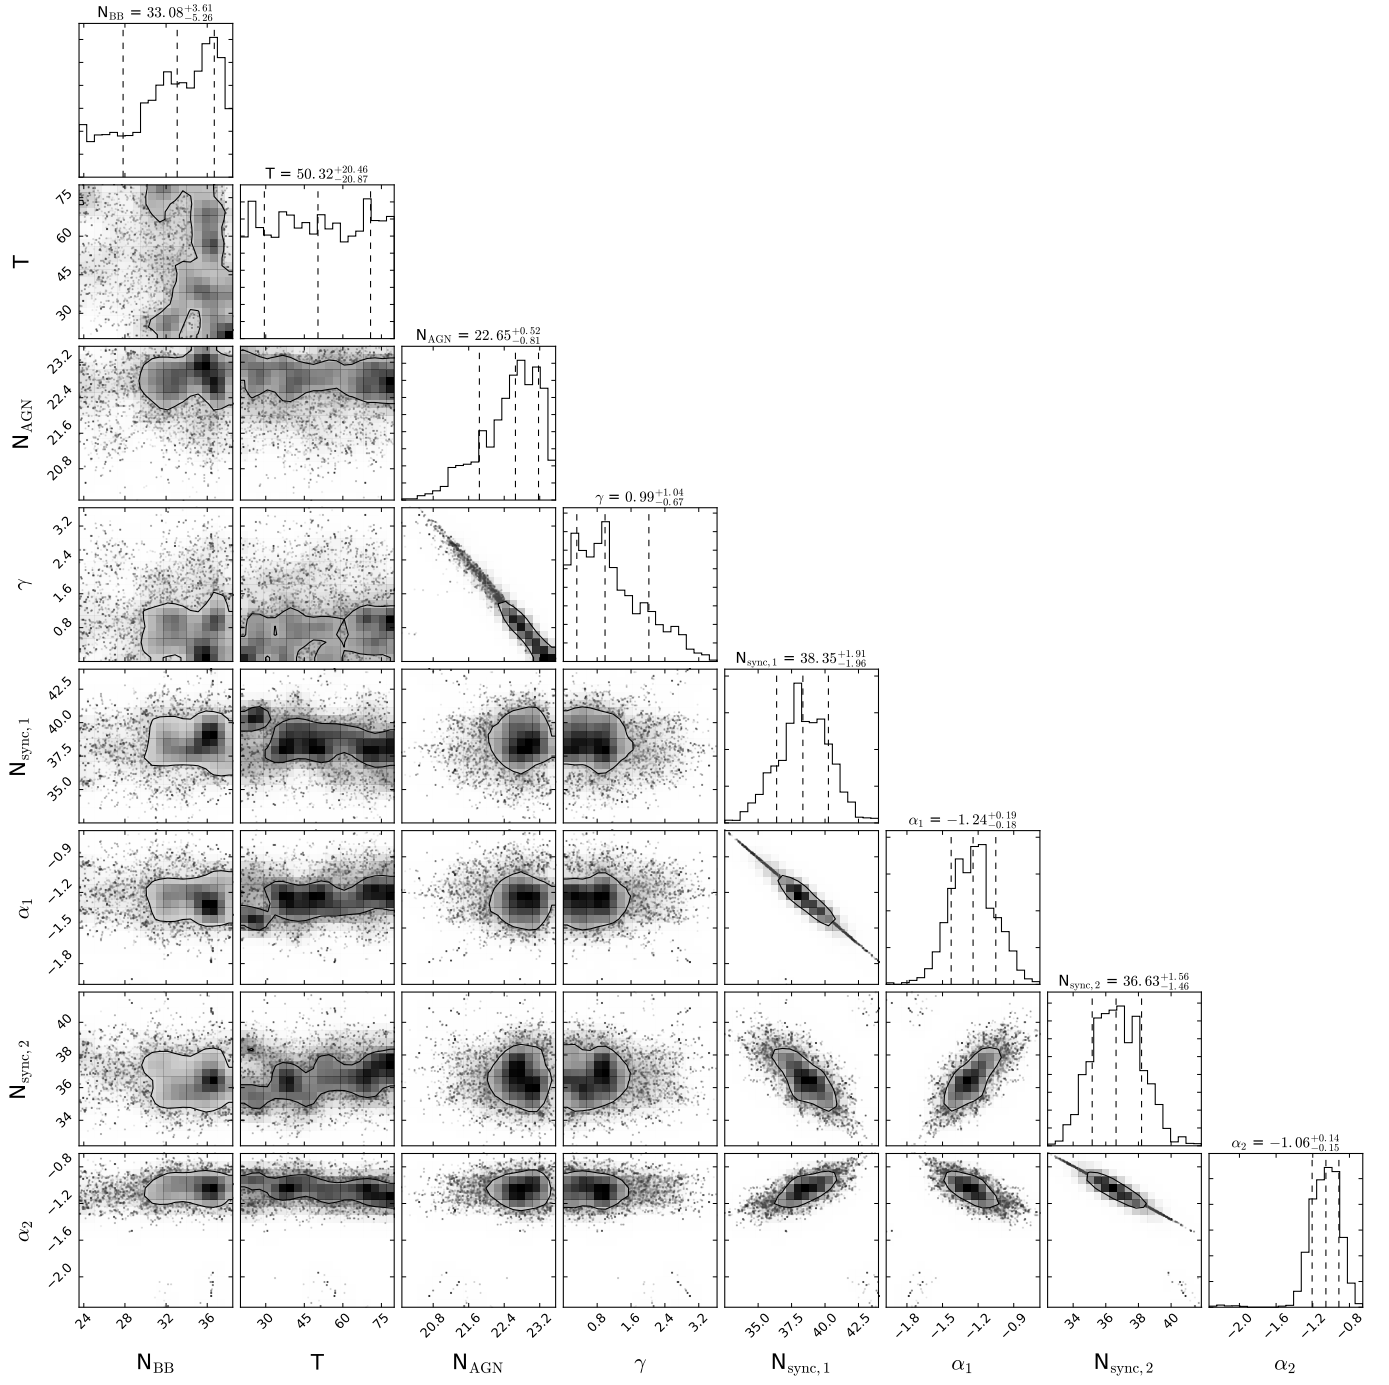 N_BB = 33.08^{+3.61}_{−5.26}
T = 50.32^{+20.46}_{−20.87}
75
60
45
30
T
N_AGN = 22.65^{+0.52}_{−0.81}
23.2
22.4
21.6
20.8
N_AGN
γ = 0.99^{+1.04}_{−0.67}
3.2
2.4
1.6
0.8
γ
N_sync,1 = 38.35^{+1.91}_{−1.96}
42.5
40.0
37.5
35.0
N_sync,1
α_1 = −1.24^{+0.19}_{−0.18}
−0.9
−1.2
−1.5
−1.8
α_1
N_sync,2 = 36.63^{+1.56}_{−1.46}
40
38
36
34
N_sync,2
α_2 = −1.06^{+0.14}_{−0.15}
−0.8
−1.2
−1.6
−2.0
α_2
24 28 32 36 30 45 60 75 20.8 21.6 22.4 23.2 0.8 1.6 2.4 3.2 35.0 37.5 40.0 42.5 −1.8 −1.5 −1.2 −0.9 34 36 38 40 −2.0 −1.6 −1.2 −0.8
N_BB T N_AGN γ N_sync,1 α_1 N_sync,2 α_2